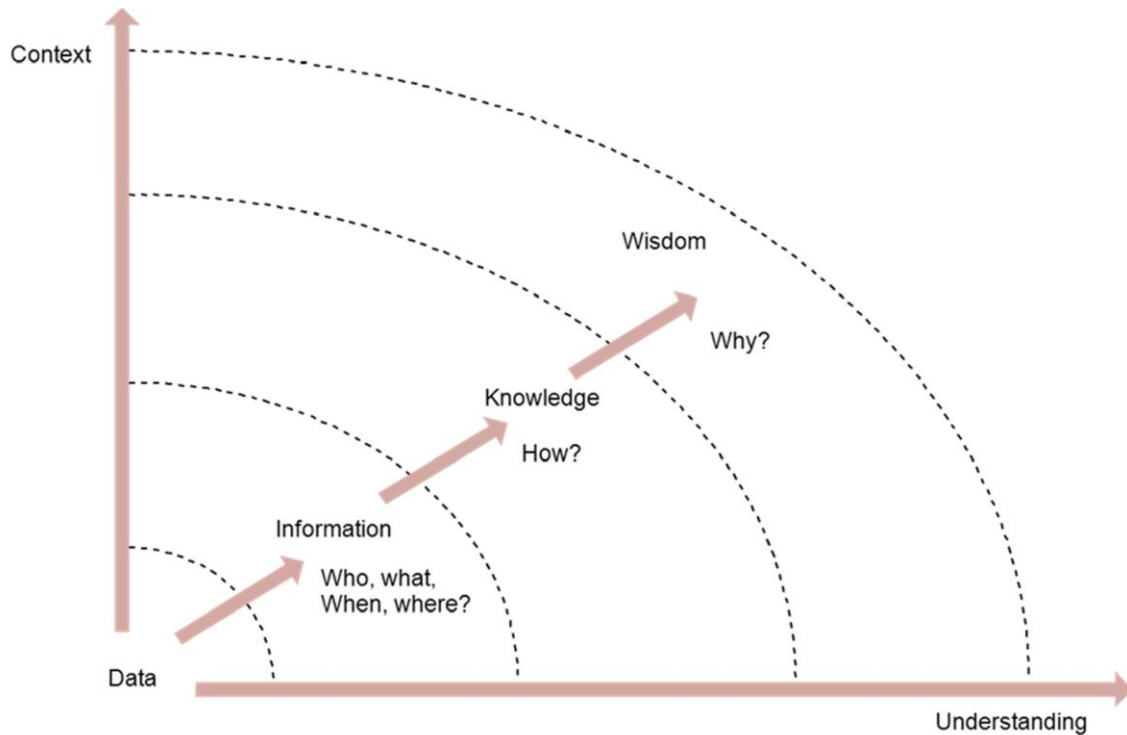 Context
Wisdom
Why?
Knowledge
How?
Information
Who, what,
When, where?
Data
Understanding